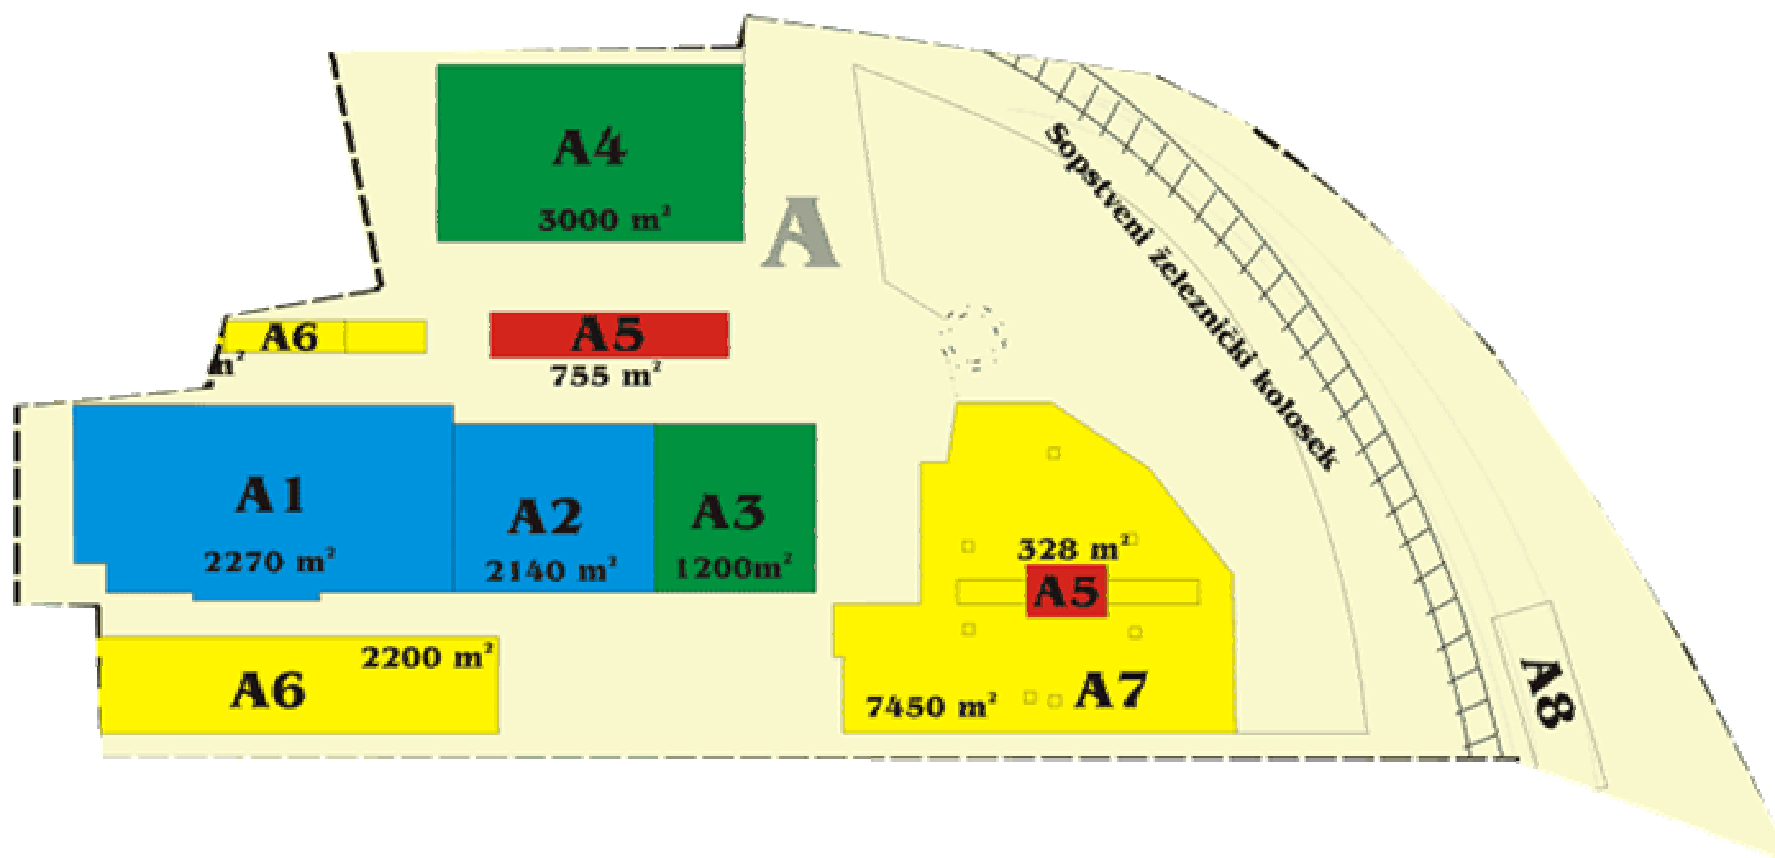 A4
3000 m²
A
Sopstveni železnički kolosek
A6
m²
A5
755 m²
A1
2270 m²
A2
2140 m²
A3
1200m²
328 m²
A5
A6
2200 m²
7450 m²
A7
A8